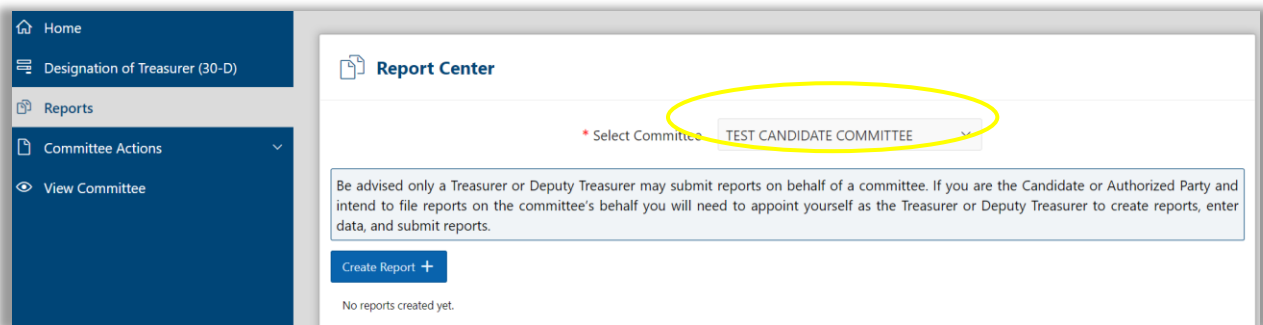 Home
Designation of Treasurer (30-D)
Reports
Committee Actions
View Committee
Report Center
* Select Committee TEST CANDIDATE COMMITTEE
Be advised only a Treasurer or Deputy Treasurer may submit reports on behalf of a committee. If you are the Candidate or Authorized Party and
intend to file reports on the committee's behalf you will need to appoint yourself as the Treasurer or Deputy Treasurer to create reports, enter
data, and submit reports.
Create Report +
No reports created yet.